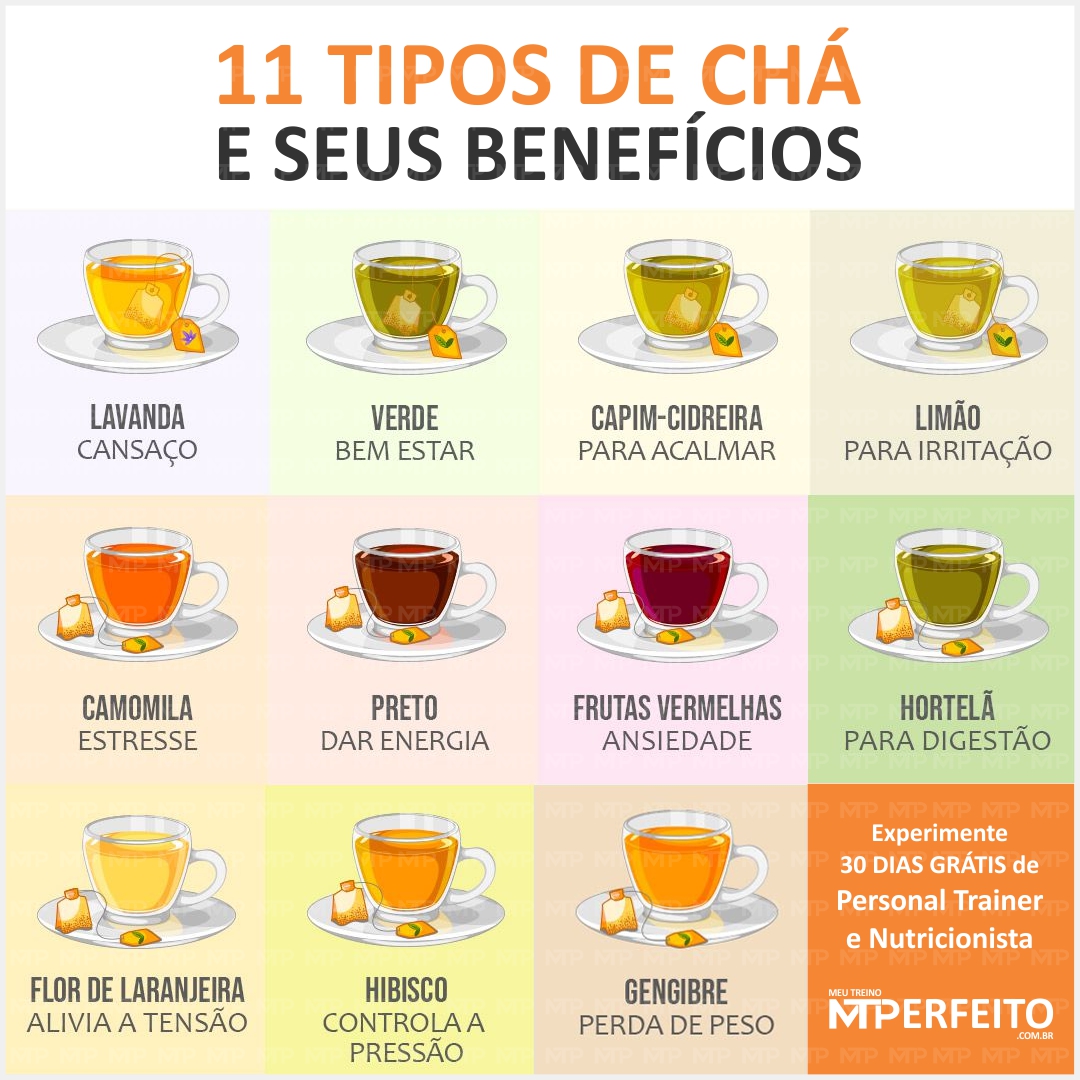 11 TIPOS DE CHÁ
E SEUS BENEFÍCIOS
LAVANDA
CANSAÇO
VERDE
BEM ESTAR
CAPIM-CIDREIRA
PARA ACALMAR
LIMÃO
PARA IRRITAÇÃO
CAMOMILA
ESTRESSE
PRETO
DAR ENERGIA
FRUTAS VERMELHAS
ANSIEDADE
HORTELÃ
PARA DIGESTÃO
FLOR DE LARANJEIRA
ALIVIA A TENSÃO
HIBISCO
CONTROLA A
PRESSÃO
GENGIBRE
PERDA DE PESO
Experimente
30 DIAS GRÁTIS de
Personal Trainer
e Nutricionista
MEU TREINO
MTPERFEITO
.COM.BR